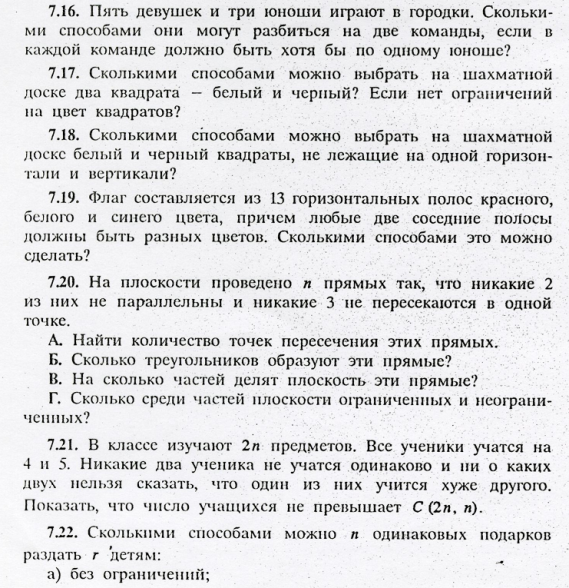 7.16. Пять девушек и три юноши играют в городки. Скольки-
ми способами они могут разбиться на две команды, если в
каждой команде должно быть хотя бы по одному юноше?
7.17. Сколькими способами можно выбрать на шахматной
доске два квадрата — белый и черный? Если нет ограничений
на цвет квадратов?
7.18. Сколькими способами можно выбрать на шахматной
доске белый и черный квадраты, не лежащие на одной горизон-
тали и вертикали?
7.19. Флаг составляется из 13 горизонтальных полос красного,
белого и синего цвета, причем любые две соседние полосы
должны быть разных цветов. Сколькими способами это можно
сделать?
7.20. На плоскости проведено n прямых так, что никакие 2
из них не параллельны и никакие 3 не пересекаются в одной
точке.
А. Найти количество точек пересечения этих прямых.
Б. Сколько треугольников образуют эти прямые?
В. На сколько частей делят плоскость эти прямые?
Г. Сколько среди частей плоскости ограниченных и неограни-
ченных?
7.21. В классе изучают 2n предметов. Все ученики учатся на
4 и 5. Никакие два ученика не учатся одинаково и ни о каких
двух нельзя сказать, что один из них учится хуже другого.
Показать, что число учащихся не превышает C (2n, n).
7.22. Сколькими способами можно n одинаковых подарков
раздать r детям:
а) без ограничений;